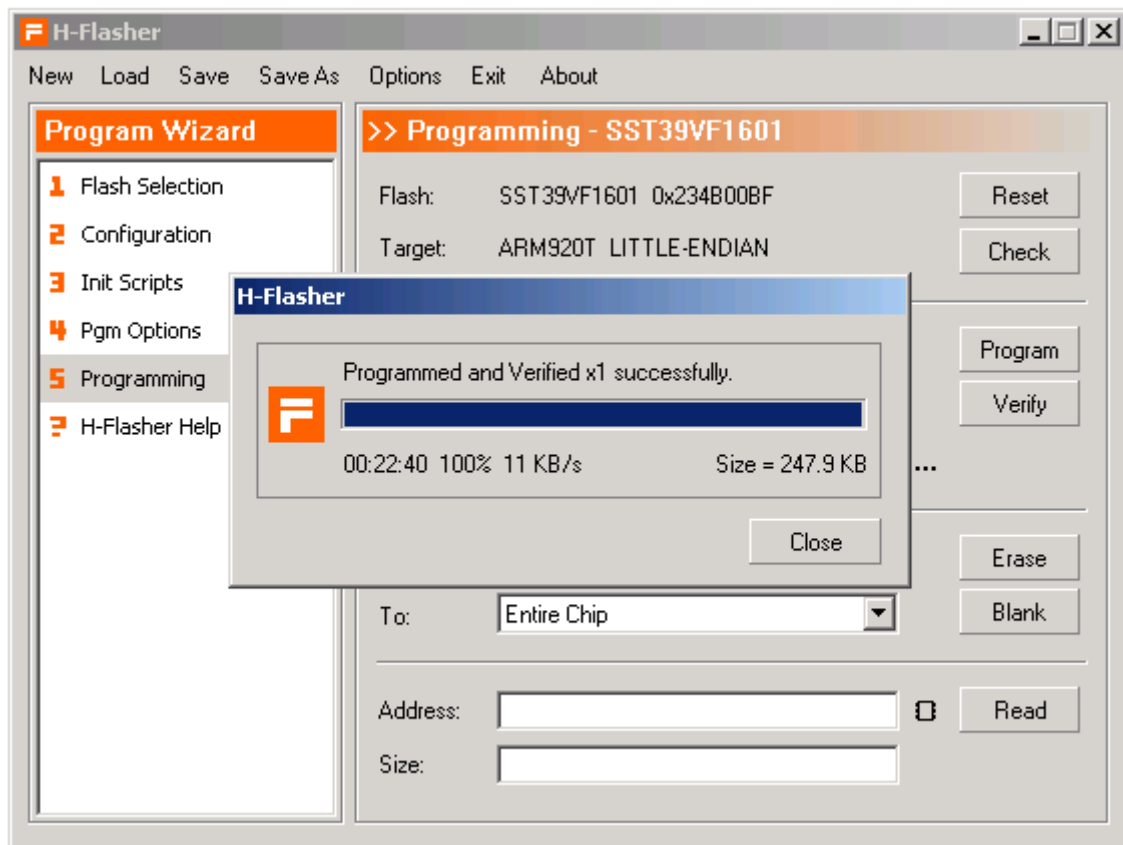 H-Flasher
New Load Save Save As Options Exit About
Program Wizard
1 Flash Selection
2 Configuration
3 Init Scripts
4 Pgm Options
5 Programming
? H-Flasher Help
>> Programming - SST39VF1601
Flash: SST39VF1601 0x234B00BF
Reset
Target: ARM920T LITTLE-ENDIAN
Check
H-Flasher
Programmed and Verified x1 successfully.
00:22:40 100% 11 KB/s Size = 247.9 KB
Close
Program
Verify
...
Erase
To: Entire Chip
Blank
Address:
Read
Size: